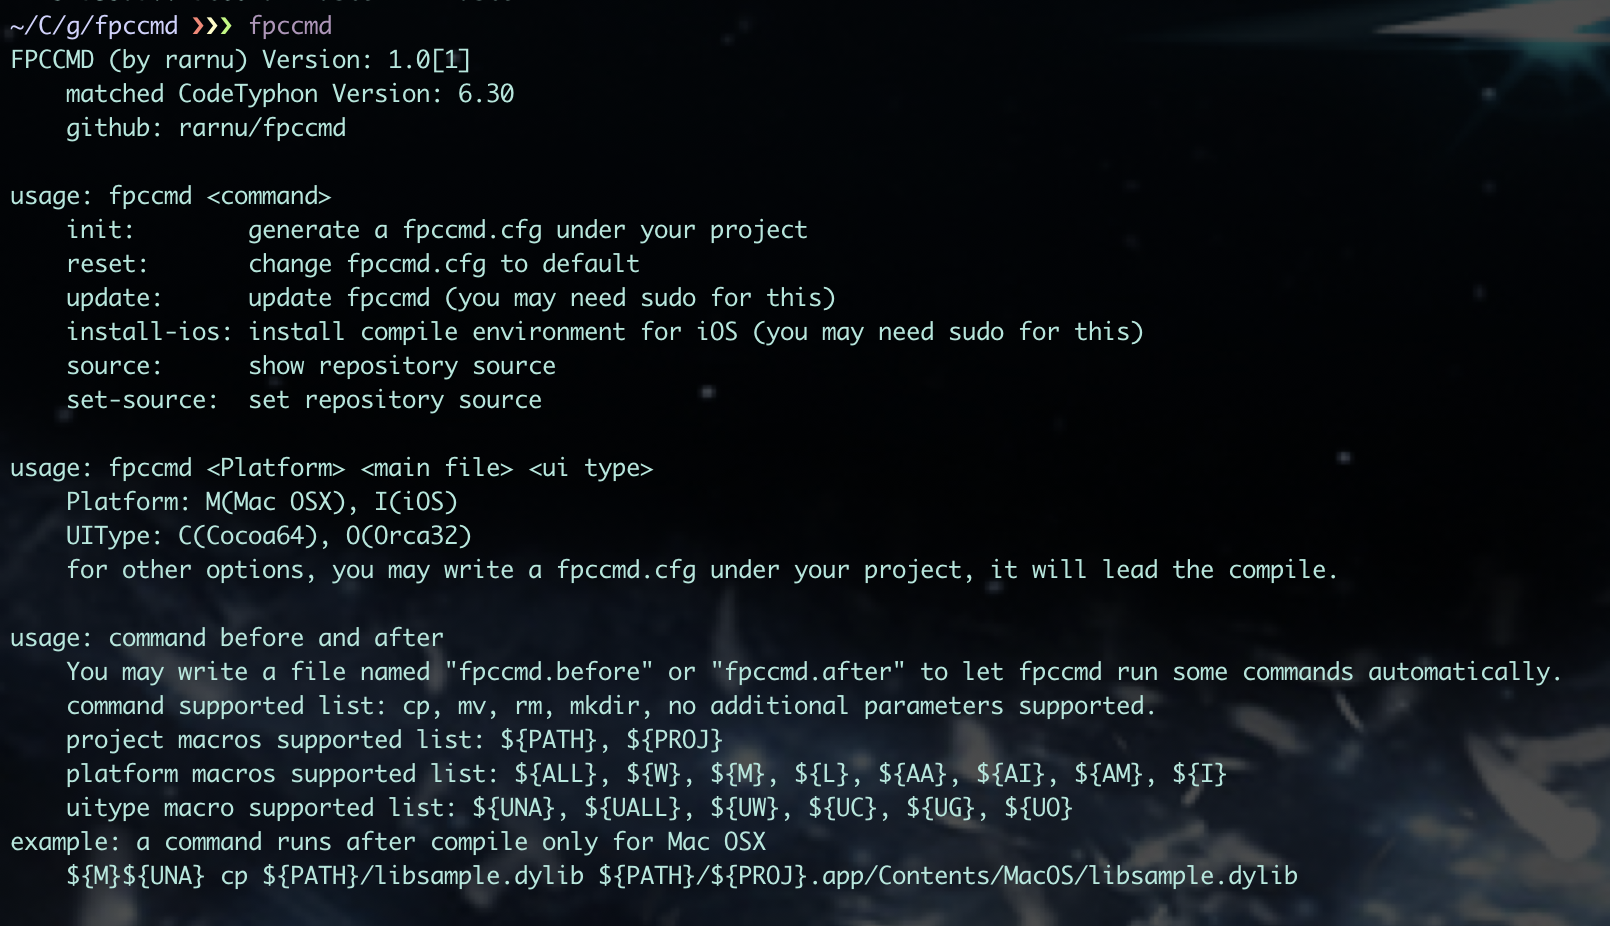 ~/C/g/fpccmd ❯❯❯ fpccmd
FPCCMD (by rarnu) Version: 1.0[1]
    matched CodeTyphon Version: 6.30
    github: rarnu/fpccmd

usage: fpccmd <command>
    init:        generate a fpccmd.cfg under your project
    reset:       change fpccmd.cfg to default
    update:      update fpccmd (you may need sudo for this)
    install-ios: install compile environment for iOS (you may need sudo for this)
    source:      show repository source
    set-source:  set repository source

usage: fpccmd <Platform> <main file> <ui type>
    Platform: M(Mac OSX), I(iOS)
    UIType: C(Cocoa64), O(Orca32)
    for other options, you may write a fpccmd.cfg under your project, it will lead the compile.

usage: command before and after
    You may write a file named "fpccmd.before" or "fpccmd.after" to let fpccmd run some commands automatically.
    command supported list: cp, mv, rm, mkdir, no additional parameters supported.
    project macros supported list: ${PATH}, ${PROJ}
    platform macros supported list: ${ALL}, ${W}, ${M}, ${L}, ${AA}, ${AI}, ${AM}, ${I}
    uitype macro supported list: ${UNA}, ${UALL}, ${UW}, ${UC}, ${UG}, ${UO}
example: a command runs after compile only for Mac OSX
    ${M}${UNA} cp ${PATH}/libsample.dylib ${PATH}/${PROJ}.app/Contents/MacOS/libsample.dylib